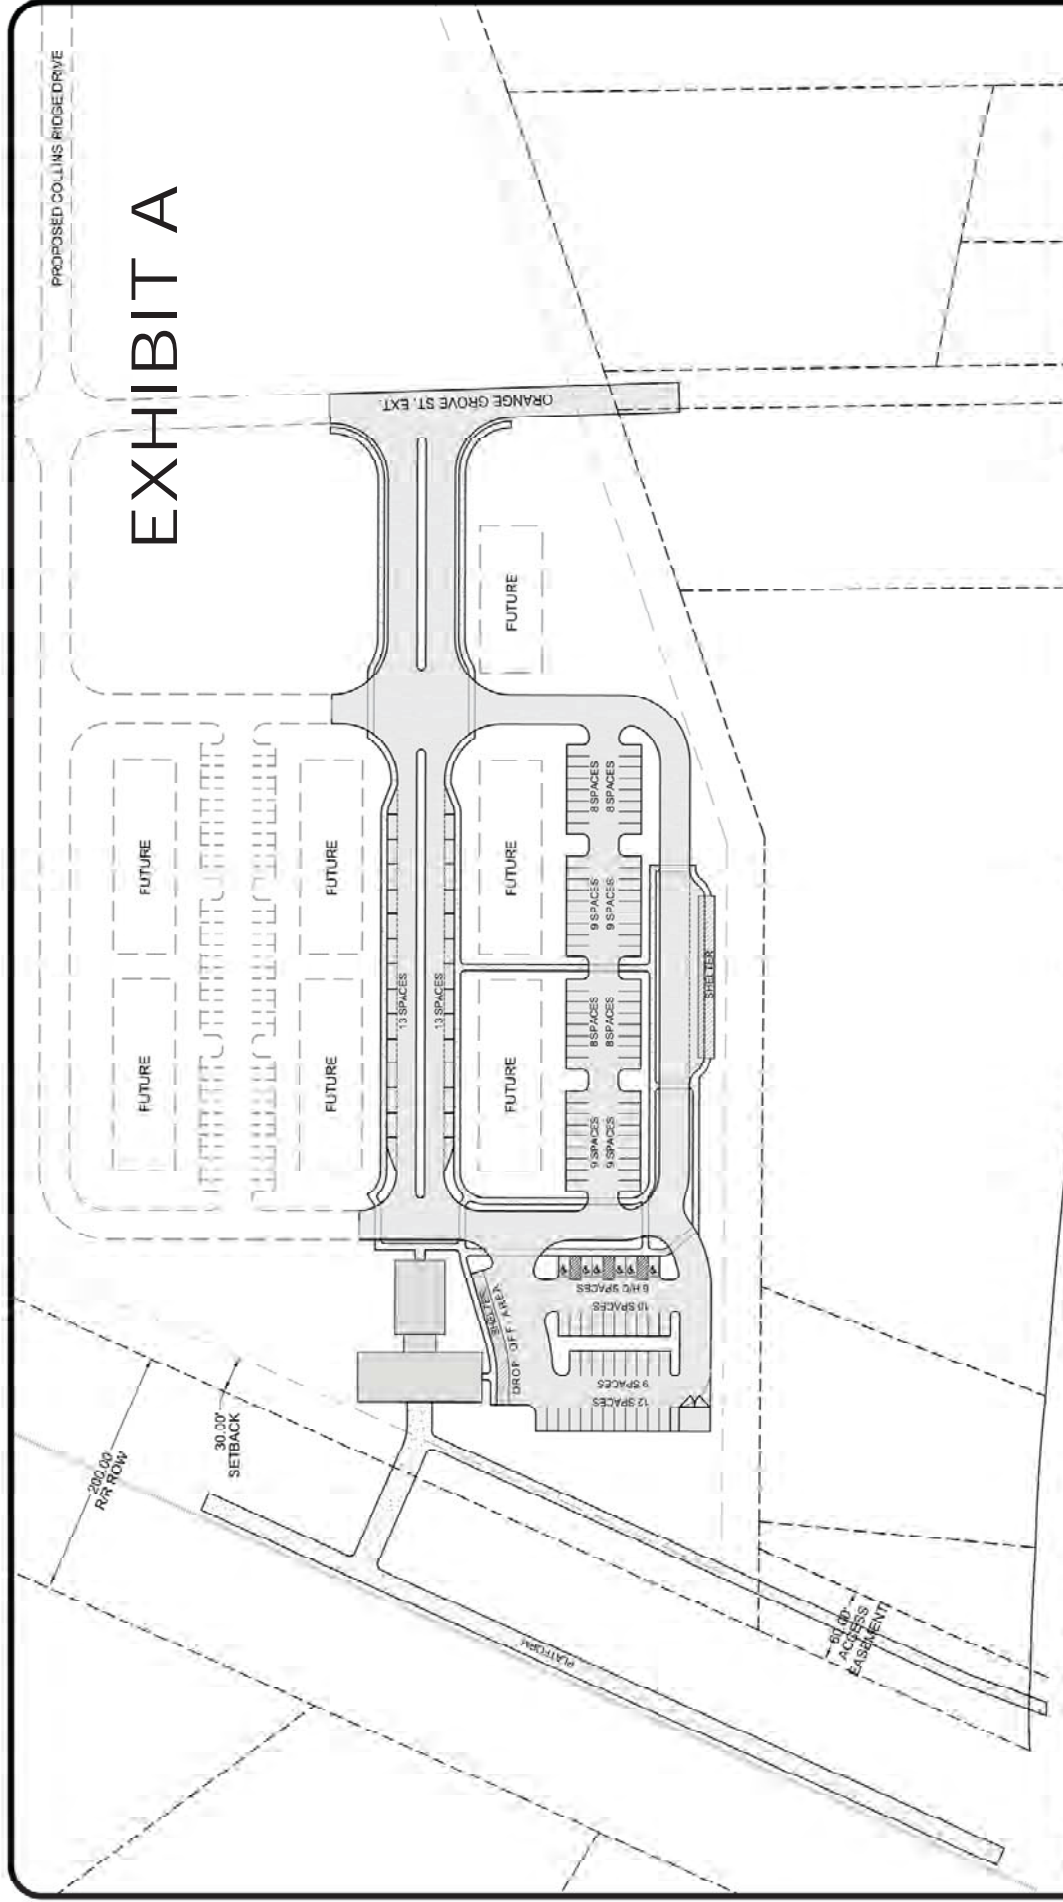 PROPOSED COLLINS RIDGE DRIVE
EXHIBIT A
ORANGE GROVE ST. EXT.
FUTURE
FUTURE
FUTURE
FUTURE
FUTURE
FUTURE
FUTURE
13 SPACES
13 SPACES
8 SPACES
8 SPACES
9 SPACES
9 SPACES
8 SPACES
8 SPACES
9 SPACES
9 SPACES
SHELTER
SHELTER
DROP OFF AREA
6 H/C SPACES
10 SPACES
9 SPACES
12 SPACES
30.00'
SETBACK
200.00
R/R ROW
PLATFORM
60.00'
ACCESS
EASEMENT